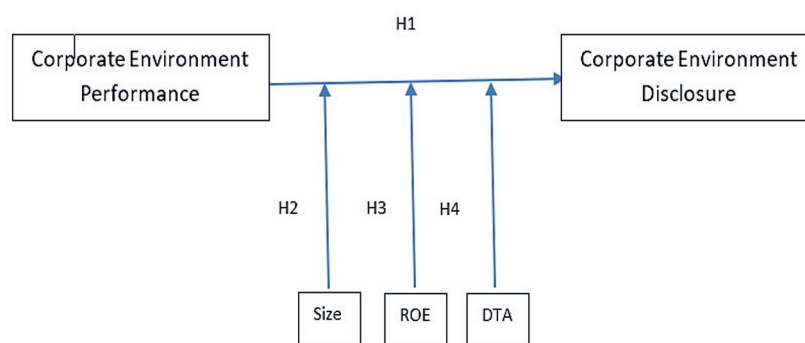 H1
Corporate Environment
Performance
Corporate Environment
Disclosure
H2
H3
H4
Size
ROE
DTA